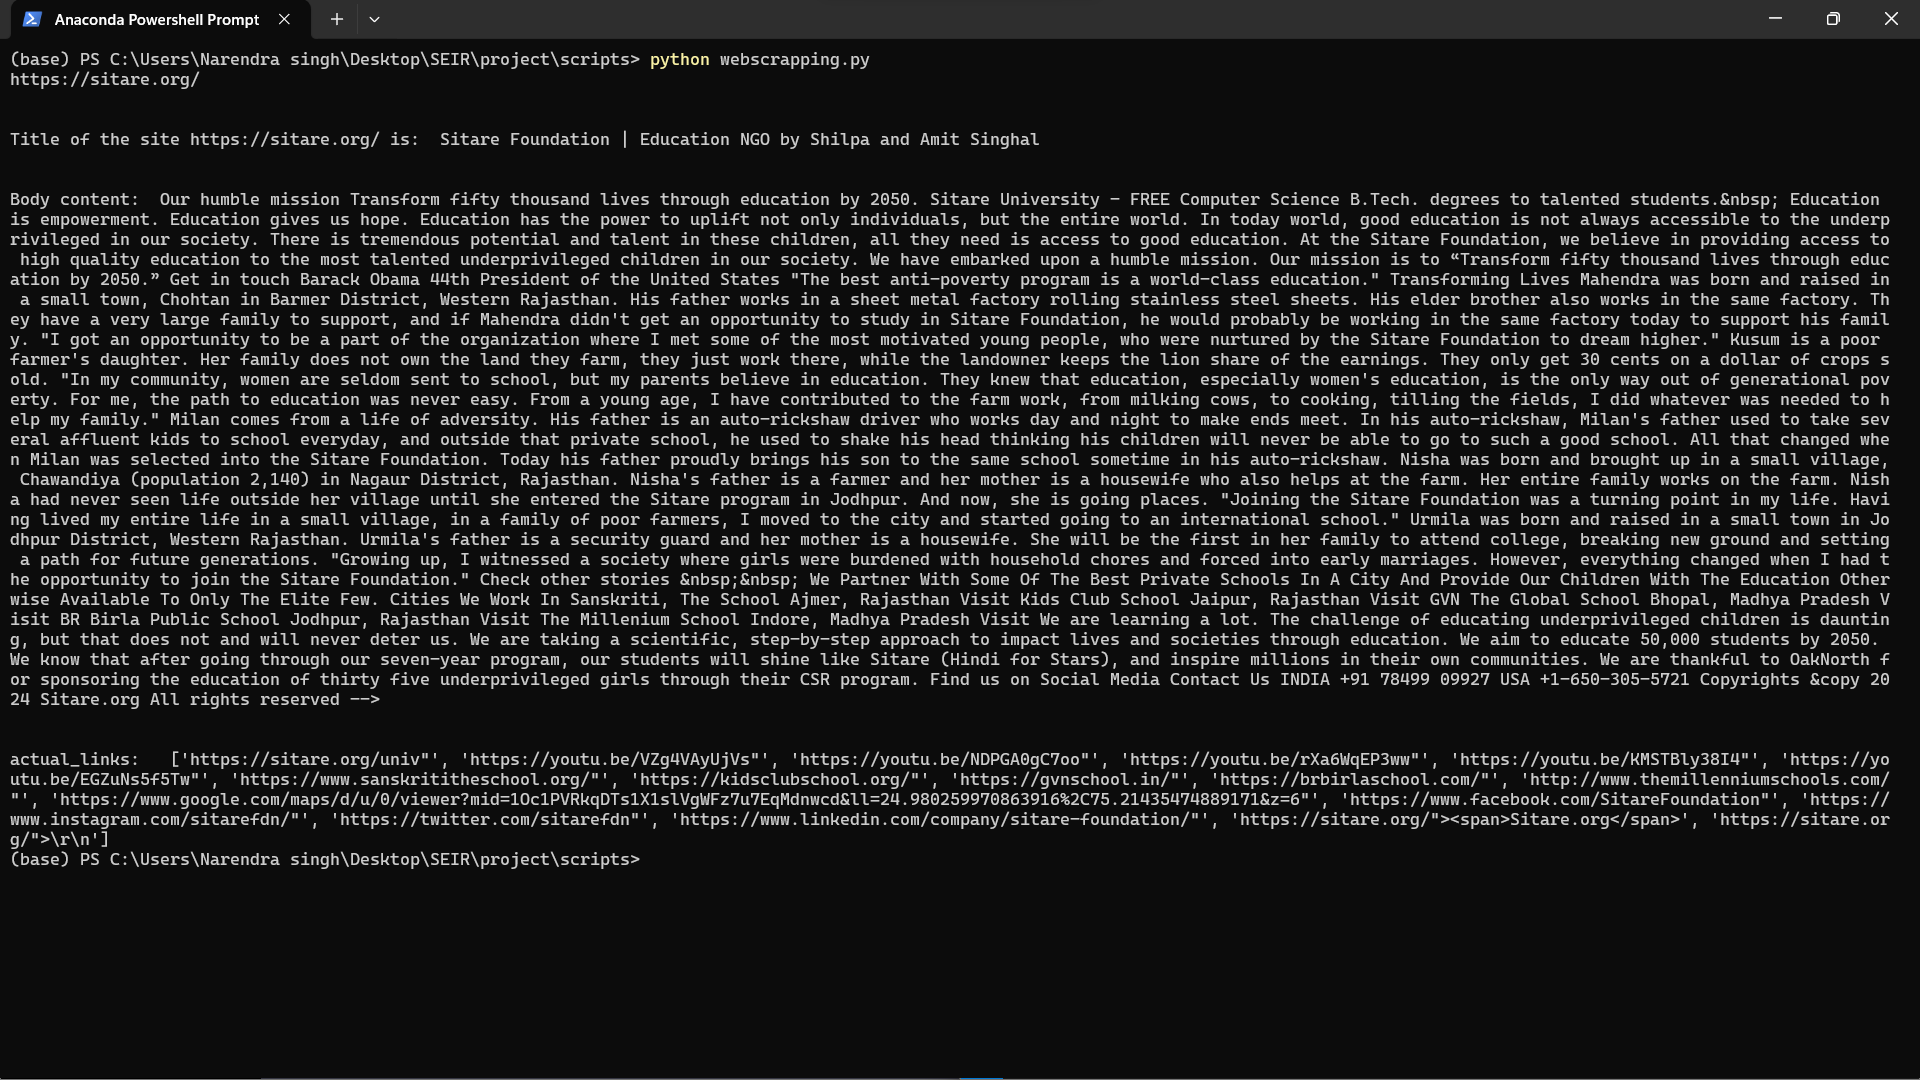 Anaconda Powershell Prompt
(base) PS C:\Users\Narendra singh\Desktop\SEIR\project\scripts> python webscrapping.py
https://sitare.org/
Title of the site https://sitare.org/ is:  Sitare Foundation | Education NGO by Shilpa and Amit Singhal
Body content:  Our humble mission Transform fifty thousand lives through education by 2050. Sitare University – FREE Computer Science B.Tech. degrees to talented students.&nbsp; Education
is empowerment. Education gives us hope. Education has the power to uplift not only individuals, but the entire world. In today world, good education is not always accessible to the underp
rivileged in our society. There is tremendous potential and talent in these children, all they need is access to good education. At the Sitare Foundation, we believe in providing access to
 high quality education to the most talented underprivileged children in our society. We have embarked upon a humble mission. Our mission is to “Transform fifty thousand lives through educ
ation by 2050.” Get in touch Barack Obama 44th President of the United States "The best anti-poverty program is a world-class education." Transforming Lives Mahendra was born and raised in
 a small town, Chohtan in Barmer District, Western Rajasthan. His father works in a sheet metal factory rolling stainless steel sheets. His elder brother also works in the same factory. Th
ey have a very large family to support, and if Mahendra didn't get an opportunity to study in Sitare Foundation, he would probably be working in the same factory today to support his famil
y. "I got an opportunity to be a part of the organization where I met some of the most motivated young people, who were nurtured by the Sitare Foundation to dream higher." Kusum is a poor
farmer's daughter. Her family does not own the land they farm, they just work there, while the landowner keeps the lion share of the earnings. They only get 30 cents on a dollar of crops s
old. "In my community, women are seldom sent to school, but my parents believe in education. They knew that education, especially women's education, is the only way out of generational pov
erty. For me, the path to education was never easy. From a young age, I have contributed to the farm work, from milking cows, to cooking, tilling the fields, I did whatever was needed to h
elp my family." Milan comes from a life of adversity. His father is an auto-rickshaw driver who works day and night to make ends meet. In his auto-rickshaw, Milan's father used to take sev
eral affluent kids to school everyday, and outside that private school, he used to shake his head thinking his children will never be able to go to such a good school. All that changed whe
n Milan was selected into the Sitare Foundation. Today his father proudly brings his son to the same school sometime in his auto-rickshaw. Nisha was born and brought up in a small village,
 Chawandiya (population 2,140) in Nagaur District, Rajasthan. Nisha's father is a farmer and her mother is a housewife who also helps at the farm. Her entire family works on the farm. Nish
a had never seen life outside her village until she entered the Sitare program in Jodhpur. And now, she is going places. "Joining the Sitare Foundation was a turning point in my life. Havi
ng lived my entire life in a small village, in a family of poor farmers, I moved to the city and started going to an international school." Urmila was born and raised in a small town in Jo
dhpur District, Western Rajasthan. Urmila's father is a security guard and her mother is a housewife. She will be the first in her family to attend college, breaking new ground and setting
 a path for future generations. "Growing up, I witnessed a society where girls were burdened with household chores and forced into early marriages. However, everything changed when I had t
he opportunity to join the Sitare Foundation." Check other stories &nbsp;&nbsp; We Partner With Some Of The Best Private Schools In A City And Provide Our Children With The Education Other
wise Available To Only The Elite Few. Cities We Work In Sanskriti, The School Ajmer, Rajasthan Visit Kids Club School Jaipur, Rajasthan Visit GVN The Global School Bhopal, Madhya Pradesh V
isit BR Birla Public School Jodhpur, Rajasthan Visit The Millenium School Indore, Madhya Pradesh Visit We are learning a lot. The challenge of educating underprivileged children is dauntin
g, but that does not and will never deter us. We are taking a scientific, step-by-step approach to impact lives and societies through education. We aim to educate 50,000 students by 2050.
We know that after going through our seven-year program, our students will shine like Sitare (Hindi for Stars), and inspire millions in their own communities. We are thankful to OakNorth f
or sponsoring the education of thirty five underprivileged girls through their CSR program. Find us on Social Media Contact Us INDIA +91 78499 09927 USA +1-650-305-5721 Copyrights &copy 20
24 Sitare.org All rights reserved -->
actual_links:   ['https://sitare.org/univ"', 'https://youtu.be/VZg4VAyUjVs"', 'https://youtu.be/NDPGA0gC7oo"', 'https://youtu.be/rXa6WqEP3ww"', 'https://youtu.be/KMSTBly38I4"', 'https://yo
utu.be/EGZuNs5f5Tw"', 'https://www.sanskrititheschool.org/"', 'https://kidsclubschool.org/"', 'https://gvnschool.in/"', 'https://brbirlaschool.com/"', 'http://www.themillenniumschools.com/
"', 'https://www.google.com/maps/d/u/0/viewer?mid=1Oc1PVRkqDTs1X1slVgWFz7u7EqMdnwcd&ll=24.980259970863916%2C75.21435474889171&z=6"', 'https://www.facebook.com/SitareFoundation"', 'https://
www.instagram.com/sitarefdn/"', 'https://twitter.com/sitarefdn"', 'https://www.linkedin.com/company/sitare-foundation/"', 'https://sitare.org/"><span>Sitare.org</span>', 'https://sitare.or
g/">\r\n']
(base) PS C:\Users\Narendra singh\Desktop\SEIR\project\scripts>